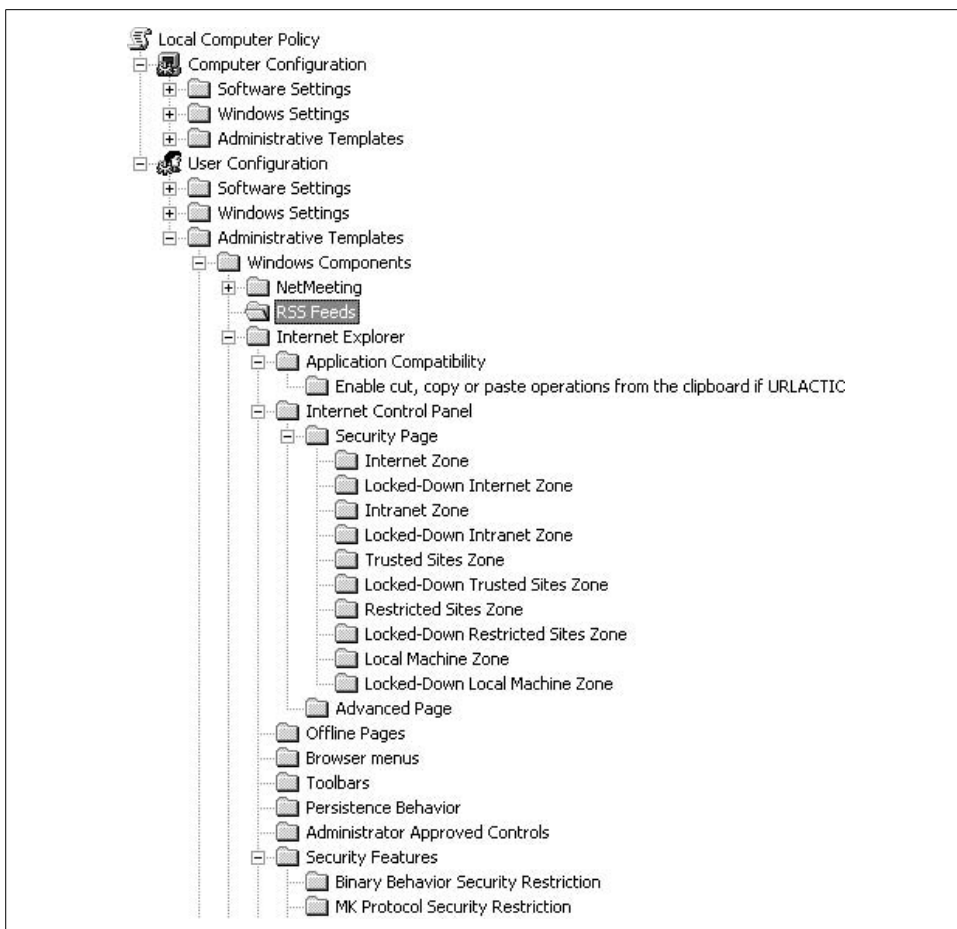 Local Computer Policy
Computer Configuration
Software Settings
Windows Settings
Administrative Templates
User Configuration
Software Settings
Windows Settings
Administrative Templates
Windows Components
NetMeeting
RSS Feeds
Internet Explorer
Application Compatibility
Enable cut, copy or paste operations from the clipboard if URLACTIC
Internet Control Panel
Security Page
Internet Zone
Locked-Down Internet Zone
Intranet Zone
Locked-Down Intranet Zone
Trusted Sites Zone
Locked-Down Trusted Sites Zone
Restricted Sites Zone
Locked-Down Restricted Sites Zone
Local Machine Zone
Locked-Down Local Machine Zone
Advanced Page
Offline Pages
Browser menus
Toolbars
Persistence Behavior
Administrator Approved Controls
Security Features
Binary Behavior Security Restriction
MK Protocol Security Restriction